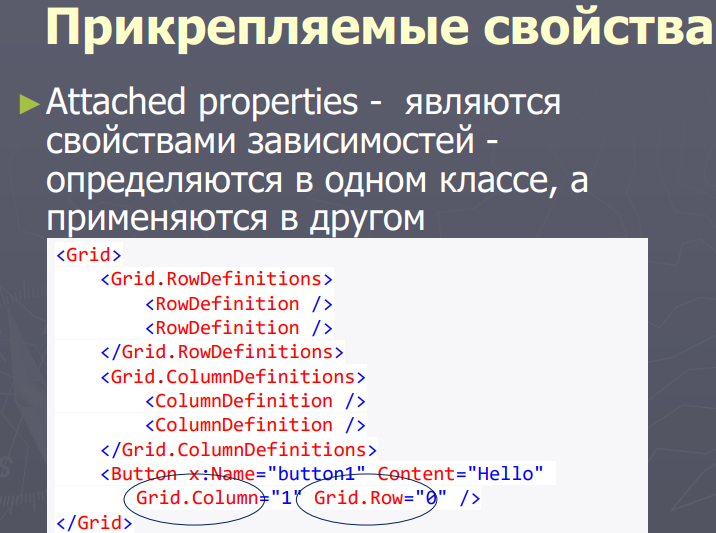 Прикрепляемые свойства
►Attached properties - являются
свойствами зависимостей -
определяются в одном классе, а
применяются в другом
<Grid>
    <Grid.RowDefinitions>
        <RowDefinition />
        <RowDefinition />
    </Grid.RowDefinitions>
    <Grid.ColumnDefinitions>
        <ColumnDefinition />
        <ColumnDefinition />
    </Grid.ColumnDefinitions>
    <Button x:Name="button1" Content="Hello"
       Grid.Column="1" Grid.Row="0" />
</Grid>